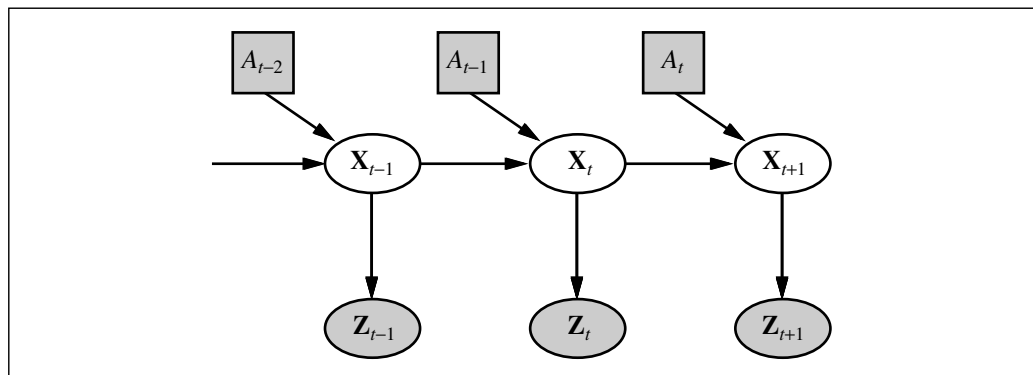 A_{t−2} A_{t−1} A_t
X_{t−1} X_t X_{t+1}
Z_{t−1} Z_t Z_{t+1}